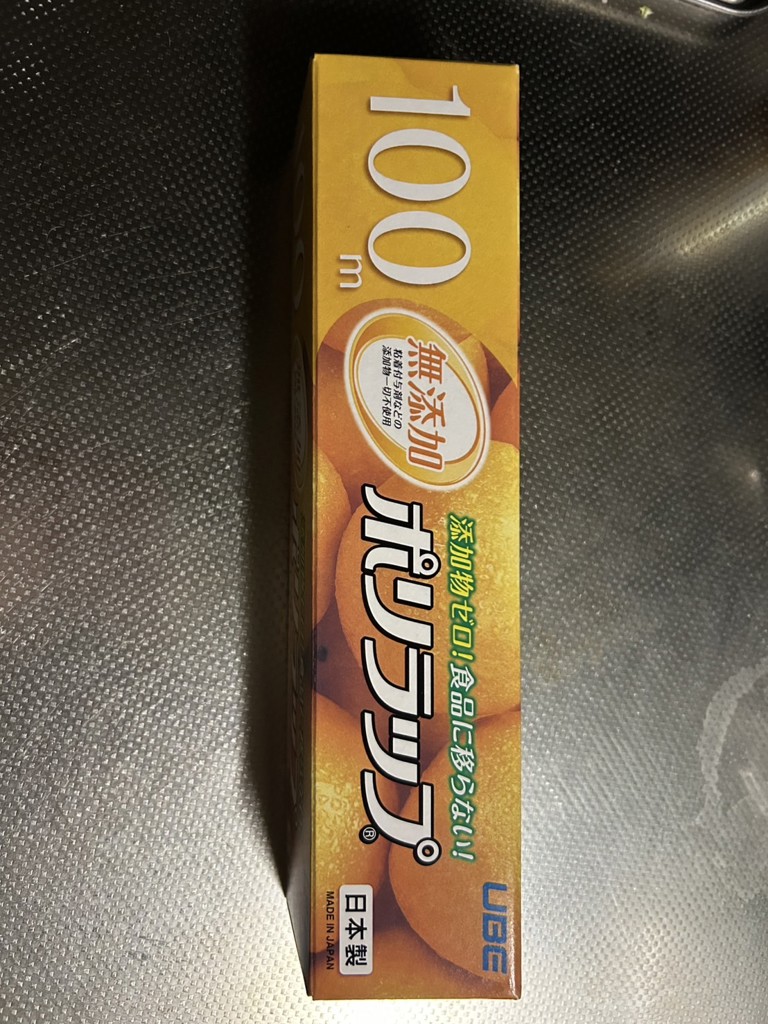 100m
無添加
粘着付与剤などの
添加物一切不使用
添加物ゼロ!食品に移らない!
ポリラップ®
UBE
日本製
MADE IN JAPAN